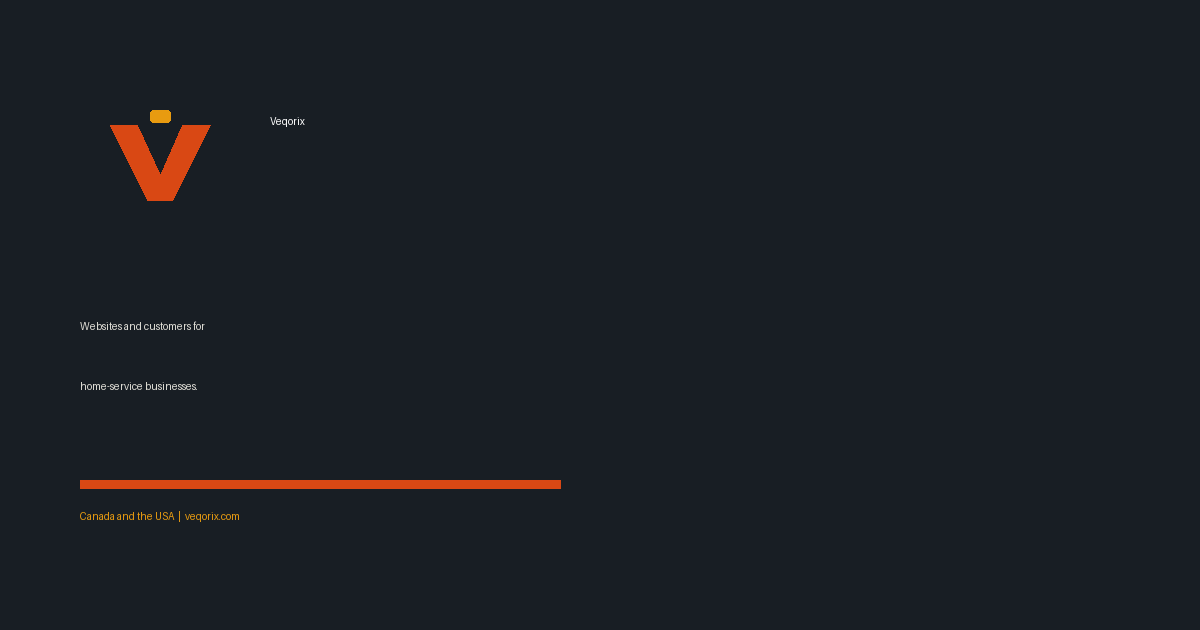 Veqorix
Websites and customers for
home-service businesses.
Canada and the USA | veqorix.com